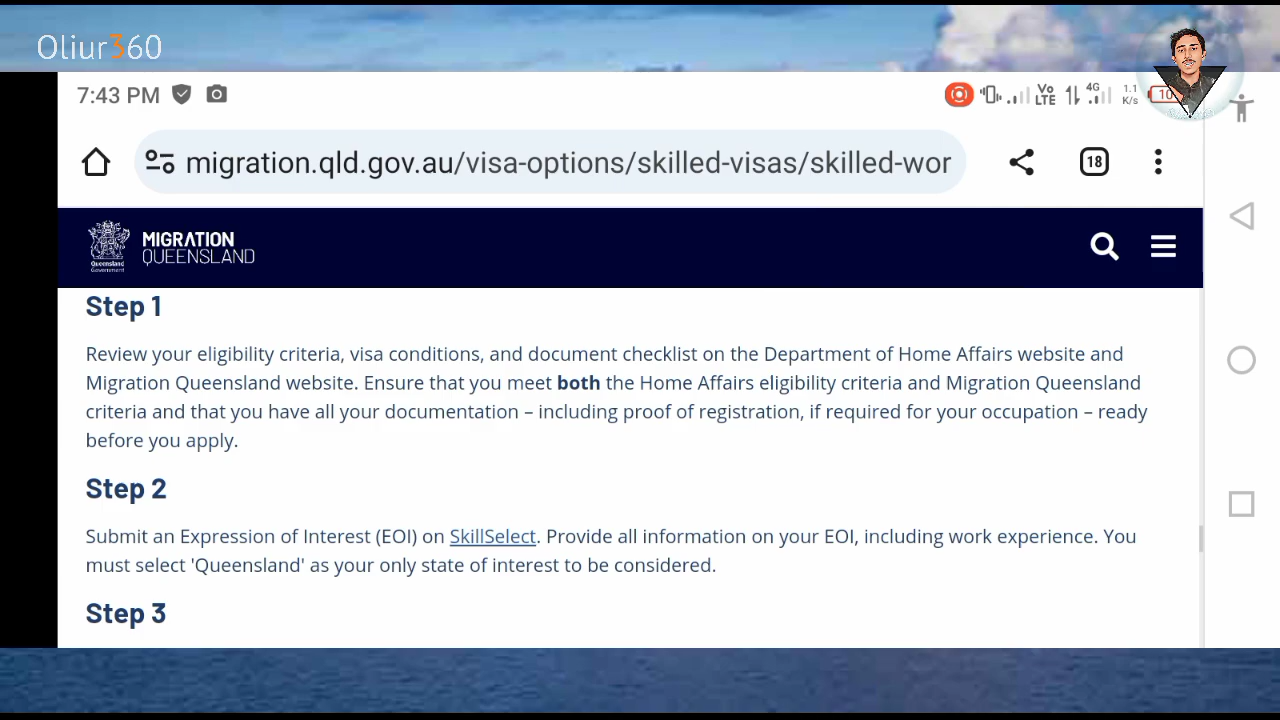 Oliur360
7:43 PM
Vo LTE
4G
1.1 K/s
10
migration.qld.gov.au/visa-options/skilled-visas/skilled-wor
18
Queensland Government
MIGRATION
QUEENSLAND
Step 1
Review your eligibility criteria, visa conditions, and document checklist on the Department of Home Affairs website and
Migration Queensland website. Ensure that you meet both the Home Affairs eligibility criteria and Migration Queensland
criteria and that you have all your documentation – including proof of registration, if required for your occupation – ready
before you apply.
Step 2
Submit an Expression of Interest (EOI) on SkillSelect. Provide all information on your EOI, including work experience. You
must select 'Queensland' as your only state of interest to be considered.
Step 3